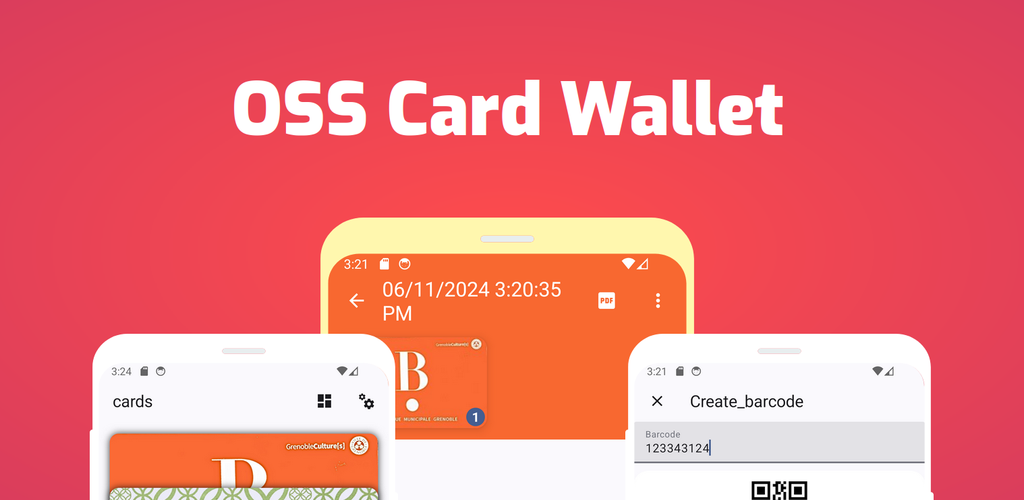 OSS Card Wallet
3:21
06/11/2024 3:20:35
PM
PDF
GrenobleCulture[s]
B
UE MUNICIPALE GRENOBLE
1
3:24
cards
GrenobleCulture[s]
B
3:21
Create_barcode
Barcode
123343124